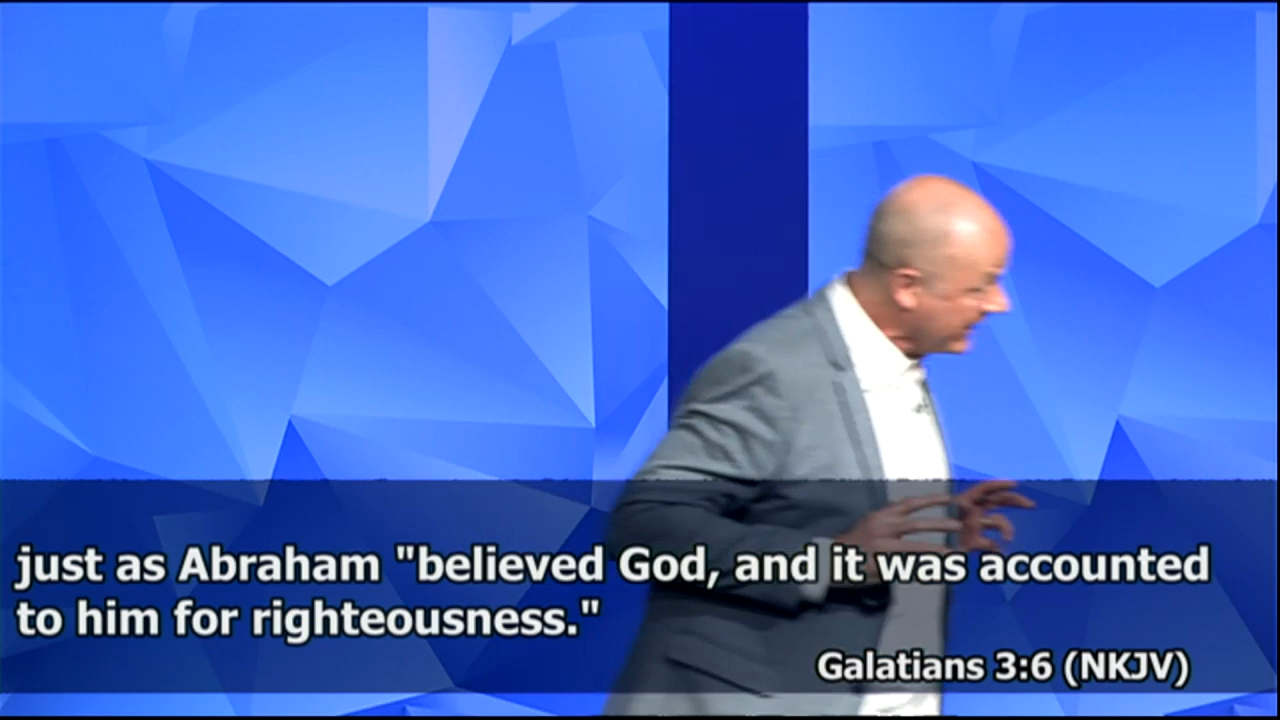 just as Abraham "believed God, and it was accounted
to him for righteousness."
Galatians 3:6 (NKJV)